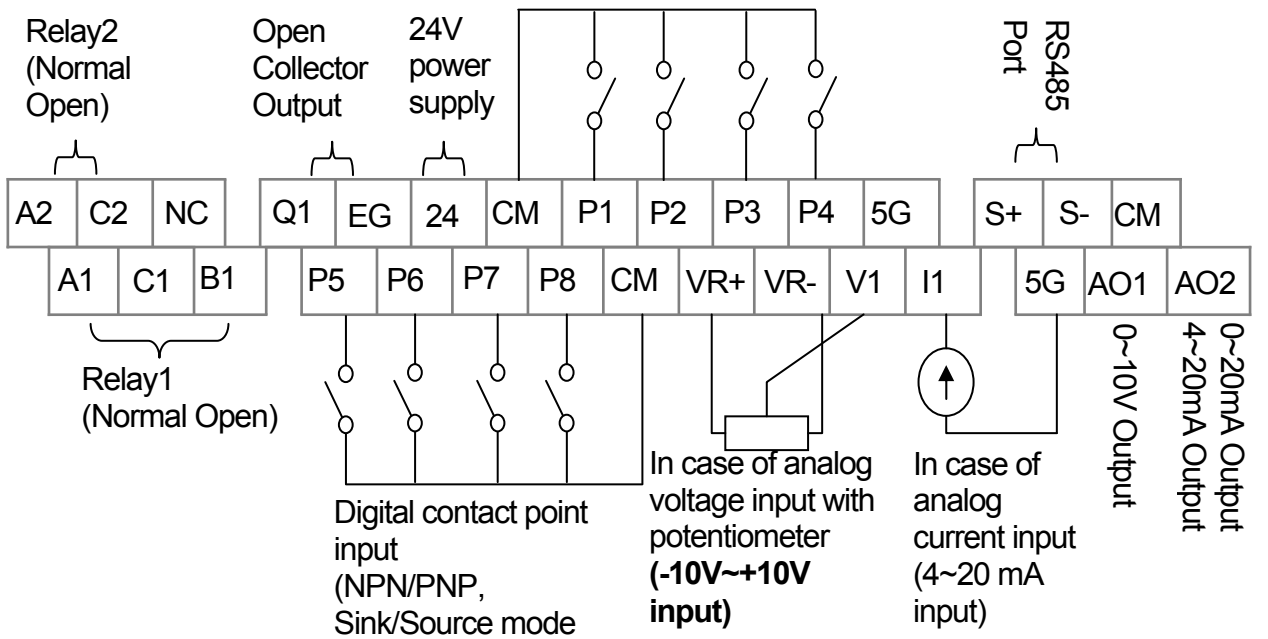 Relay2
(Normal
Open)
Open
Collector
Output
24V
power
supply
RS485
Port
A2 C2 NC Q1 EG 24 CM P1 P2 P3 P4 5G S+ S- CM
A1 C1 B1 P5 P6 P7 P8 CM VR+ VR- V1 I1 5G AO1 AO2
Relay1
(Normal Open)
Digital contact point
input
(NPN/PNP,
Sink/Source mode
In case of analog
voltage input with
potentiometer
(-10V~+10V
input)
In case of
analog
current input
(4~20 mA
input)
0~10V Output
0~20mA Output
4~20mA Output